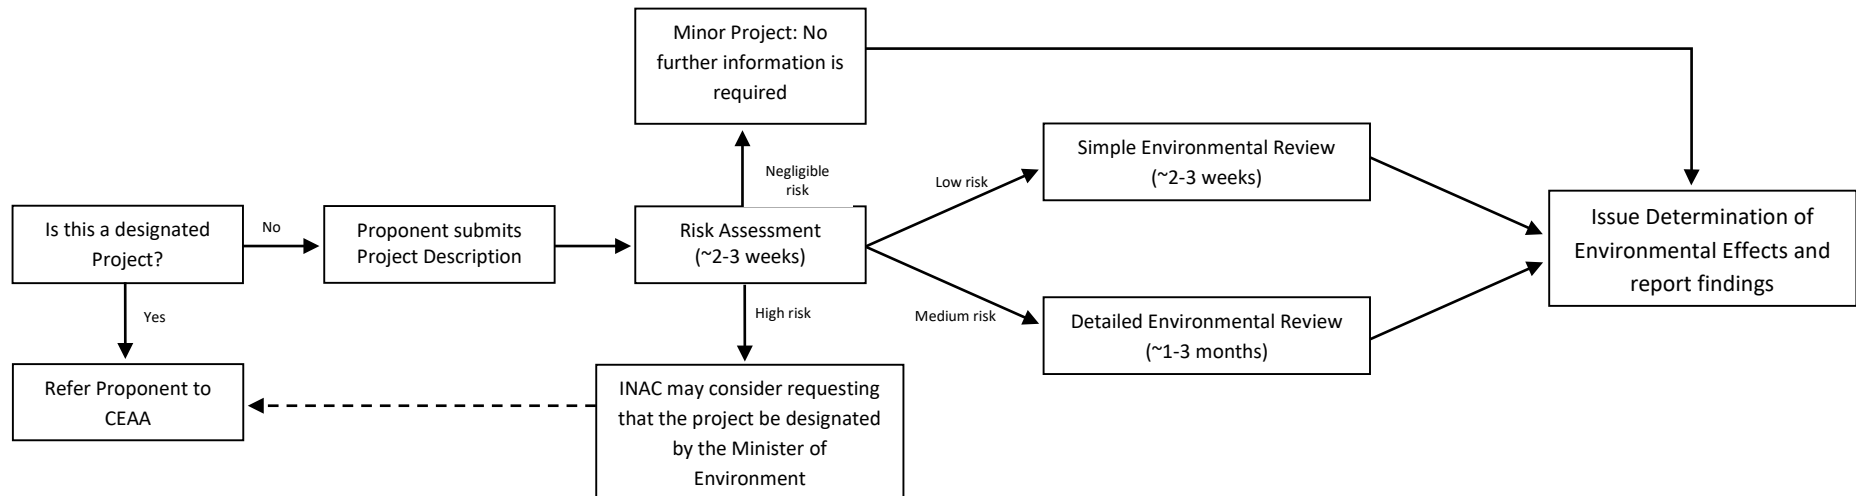 Minor Project: No
further information is
required
Simple Environmental Review
(~2-3 weeks)
Negligible
risk
Low risk
Is this a designated
Project?
No
Proponent submits
Project Description
Risk Assessment
(~2-3 weeks)
Issue Determination of
Environmental Effects and
report findings
Yes
High risk
Medium risk
Detailed Environmental Review
(~1-3 months)
Refer Proponent to
CEAA
INAC may consider requesting
that the project be designated
by the Minister of
Environment